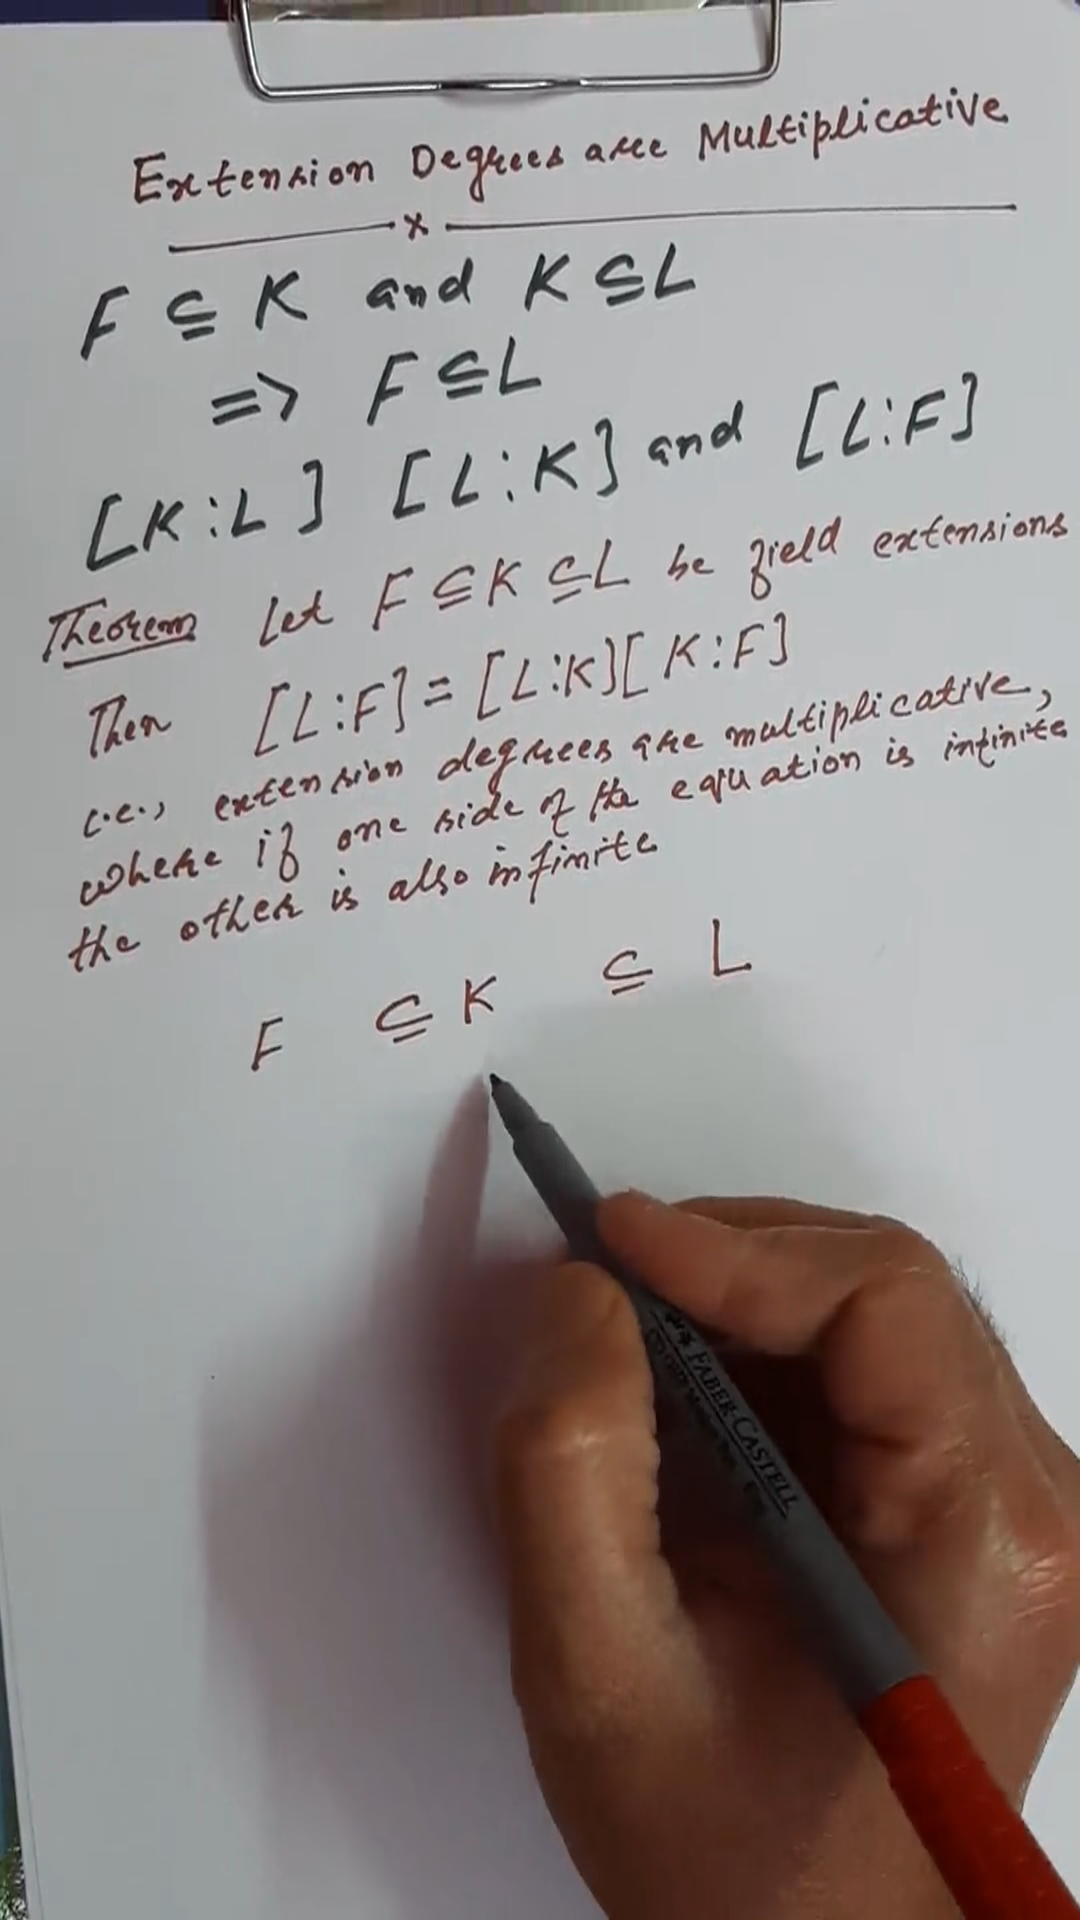 Extension Degrees are Multiplicative
x
F ⊆ K and K ⊆ L
=> F ⊆ L
[K:L] [L:K] and [L:F]
Theorem Let F ⊆ K ⊆ L be field extensions
Then [L:F] = [L:K][K:F]
i.e., extension degrees are multiplicative,
where if one side of the equation is infinite
the other is also infinite
F ⊆ K ⊆ L
FABER-CASTELL